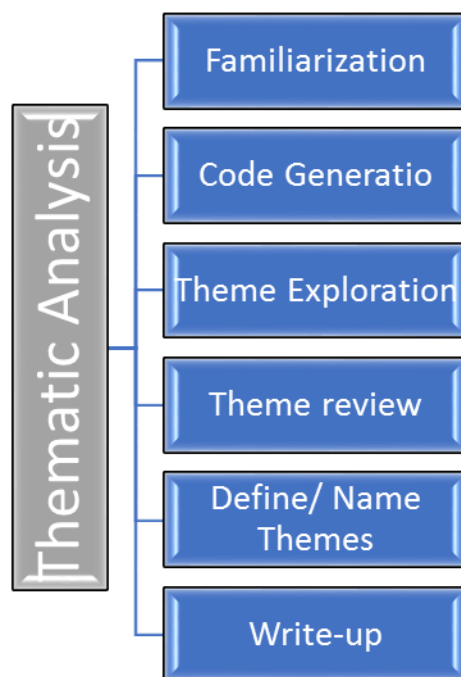 Thematic Analysis
Familiarization
Code Generatio
Theme Exploration
Theme review
Define/ Name
Themes
Write-up